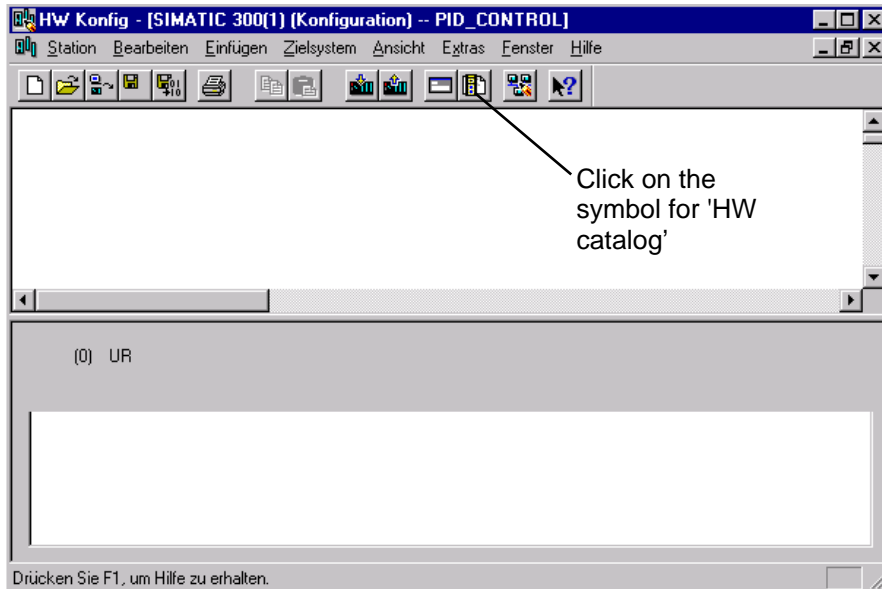 HW Konfig - [SIMATIC 300(1) (Konfiguration) -- PID_CONTROL]
Station Bearbeiten Einfügen Zielsystem Ansicht Extras Fenster Hilfe
Click on the
symbol for 'HW
catalog’
(0) UR
Drücken Sie F1, um Hilfe zu erhalten.